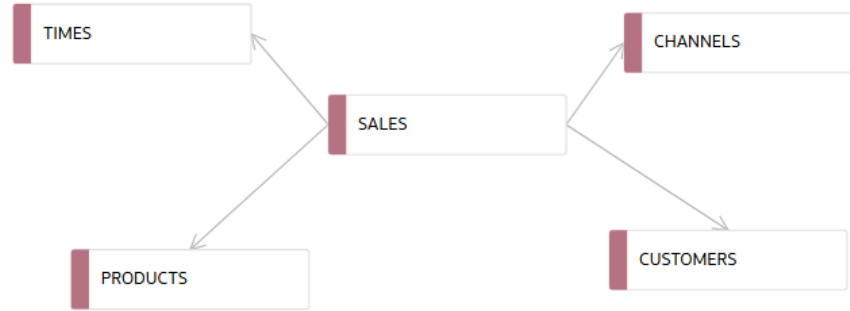 TIMES
CHANNELS
SALES
CUSTOMERS
PRODUCTS